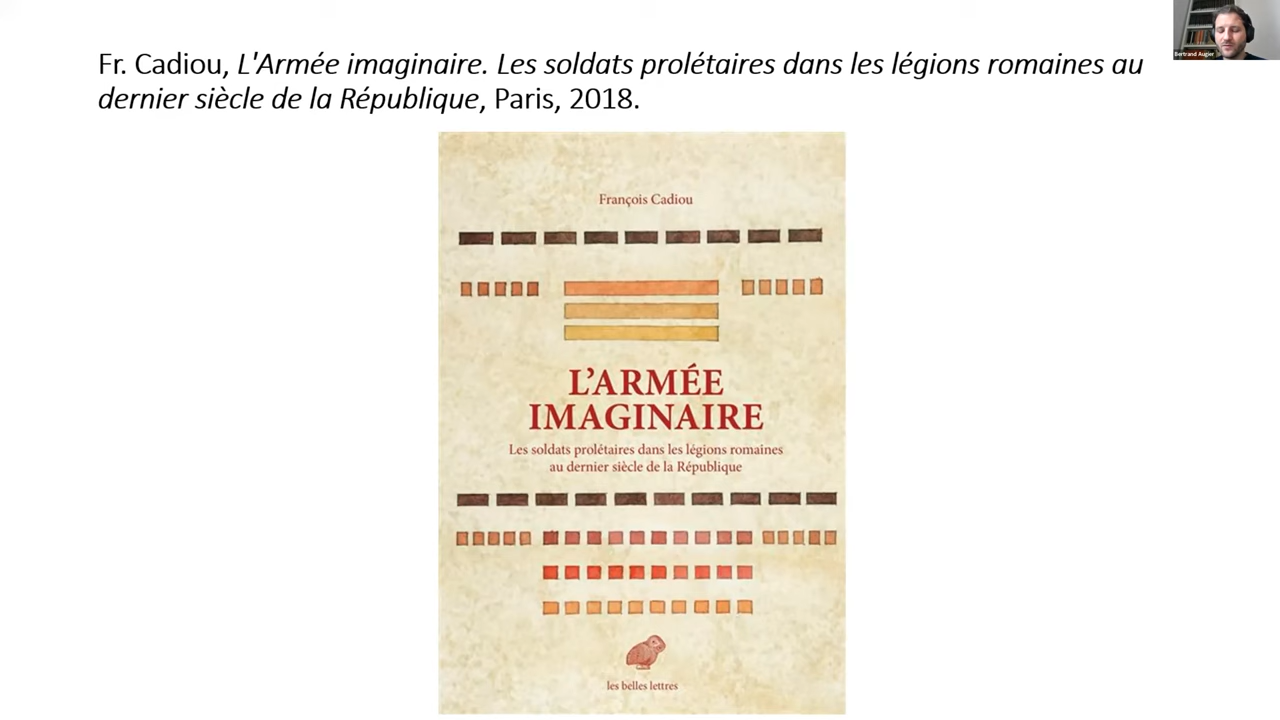 Fr. Cadiou, L'Armée imaginaire. Les soldats prolétaires dans les légions romaines au
dernier siècle de la République, Paris, 2018.
Bertrand Augier
François Cadiou
L'ARMÉE
IMAGINAIRE
Les soldats prolétaires dans les légions romaines
au dernier siècle de la République
les belles lettres